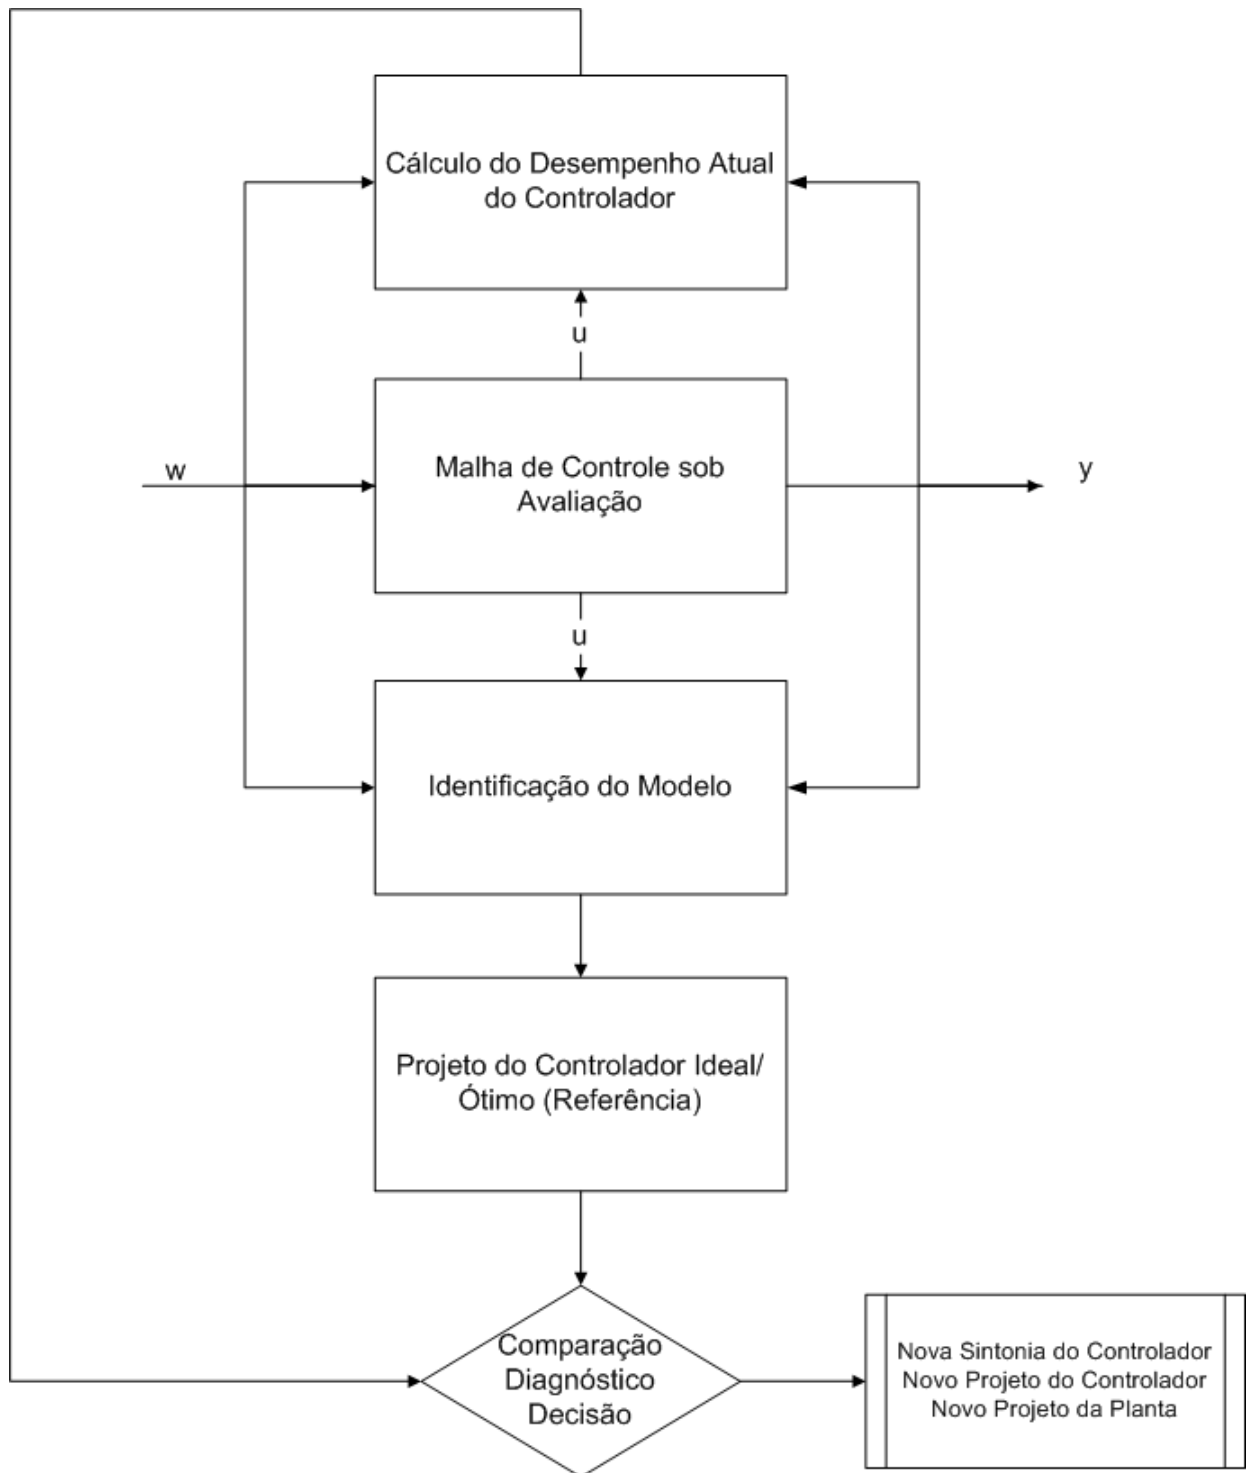 Cálculo do Desempenho Atual
do Controlador
u
w
Malha de Controle sob
Avaliação
y
u
Identificação do Modelo
Projeto do Controlador Ideal/
Ótimo (Referência)
Comparação
Diagnóstico
Decisão
Nova Sintonia do Controlador
Novo Projeto do Controlador
Novo Projeto da Planta